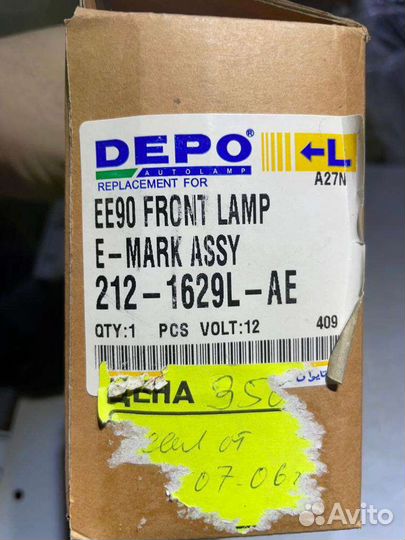 DEPO®
←L
AUTOLAMP
REPLACEMENT FOR
A27N
EE90 FRONT LAMP
E-MARK ASSY
212-1629L-AE
QTY:1 PCS VOLT:12
409
ЦЕНА 350
от
07.06
Avito